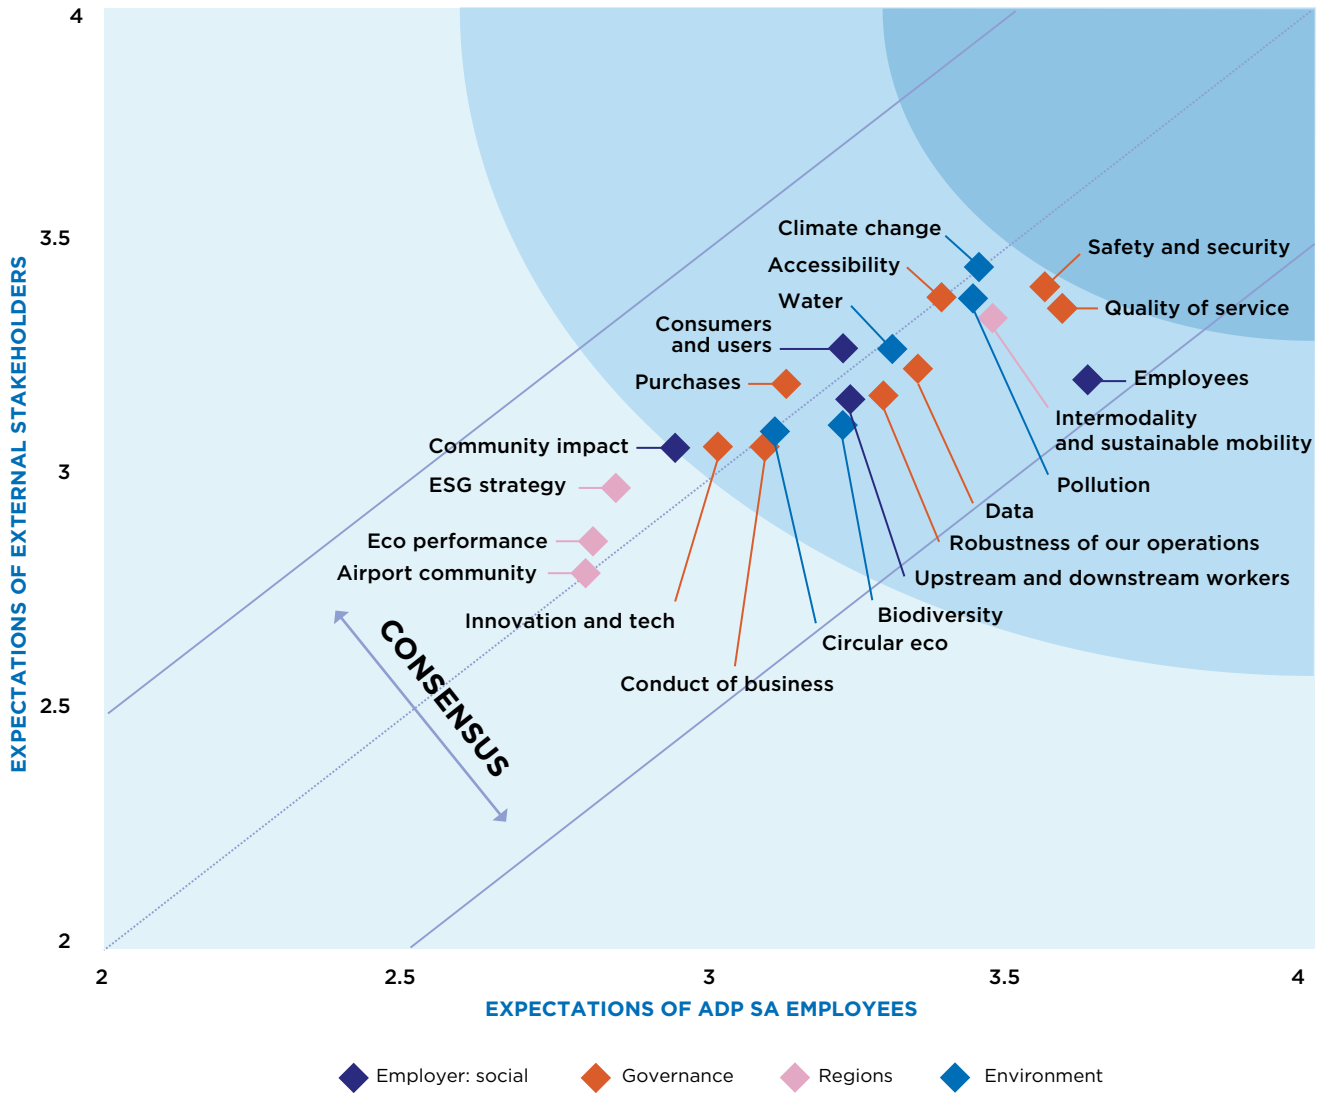 4
Climate change
3.5
Safety and security
Accessibility
Water
Quality of service
Consumers
and users
Purchases
Employees
Intermodality
and sustainable mobility
Community impact
3
ESG strategy
Pollution
Data
Eco performance
Robustness of our operations
Airport community
Upstream and downstream workers
Biodiversity
Innovation and tech
Circular eco
CONSENSUS
Conduct of business
2.5
EXPECTATIONS OF EXTERNAL STAKEHOLDERS
2
2
2.5
3
3.5
4
EXPECTATIONS OF ADP SA EMPLOYEES
Employer: social
Governance
Regions
Environment